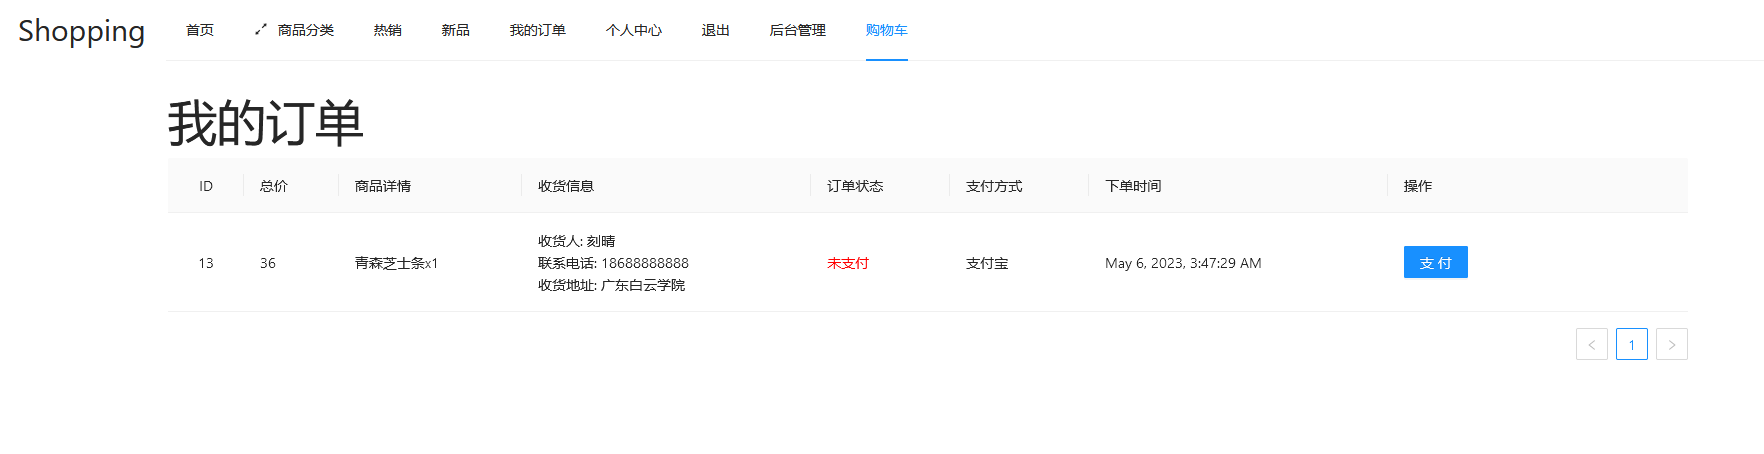 Shopping 首页 商品分类 热销 新品 我的订单 个人中心 退出 后台管理 购物车
我的订单
ID 总价 商品详情 收货信息 订单状态 支付方式 下单时间 操作
收货人: 刻晴
13 36 青森芝士条x1 联系电话: 18688888888 未支付 支付宝 May 6, 2023, 3:47:29 AM 支 付
收货地址: 广东白云学院
< 1 >